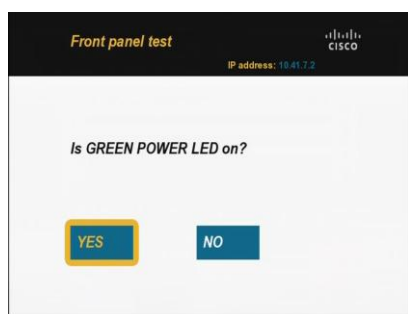 Front panel test
CISCO
IP address: 10.41.7.2
Is GREEN POWER LED on?
YES
NO